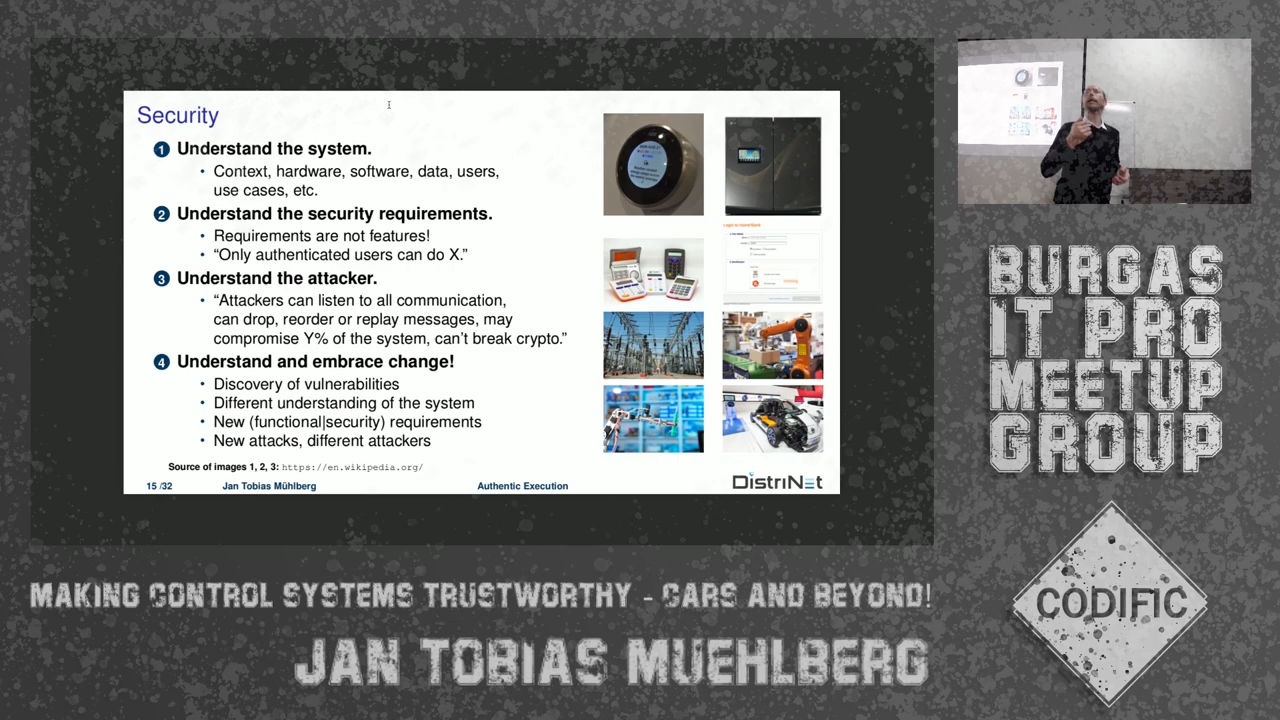 Security
1 Understand the system.
• Context, hardware, software, data, users,
use cases, etc.
2 Understand the security requirements.
• Requirements are not features!
• “Only authenticated users can do X.”
3 Understand the attacker.
• “Attackers can listen to all communication,
can drop, reorder or replay messages, may
compromise Y% of the system, can’t break crypto.”
4 Understand and embrace change!
• Discovery of vulnerabilities
• Different understanding of the system
• New (functional|security) requirements
• New attacks, different attackers
Source of images 1, 2, 3: https://en.wikipedia.org/
15 /32 Jan Tobias Mühlberg Authentic Execution DistriNet
BURGAS
IT PRO
MEETUP
GROUP
CODIFIC
MAKING CONTROL SYSTEMS TRUSTWORTHY - CARS AND BEYOND!
JAN TOBIAS MUEHLBERG